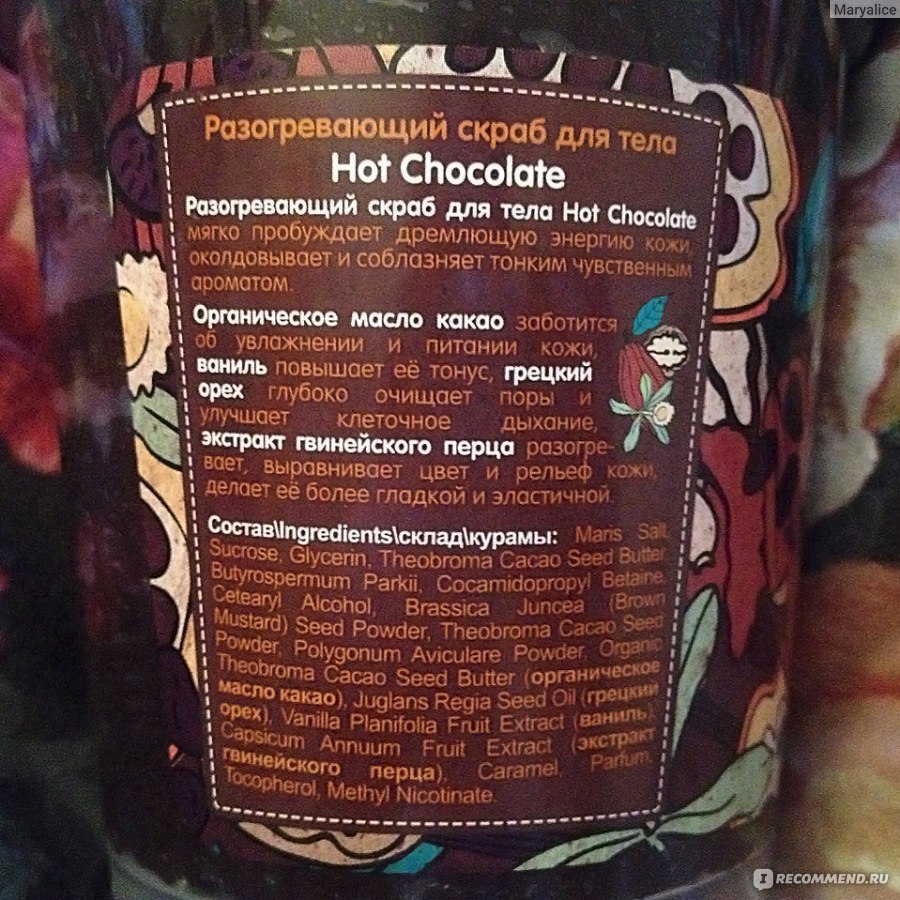 Maryalice
Разогревающий скраб для тела
Hot Chocolate
Разогревающий скраб для тела Hot Chocolate
мягко пробуждает дремлющую энергию кожи,
околдовывает и соблазняет тонким чувственным
ароматом.
Органическое масло какао заботится
об увлажнении и питании кожи,
ваниль повышает её тонус, грецкий
орех глубоко очищает поры и
улучшает клеточное дыхание,
экстракт гвинейского перца разогре-
вает, выравнивает цвет и рельеф кожи,
делает её более гладкой и эластичной.
Состав\Ingredients\склад\курамы: Maris Salt,
Sucrose, Glycerin, Theobroma Cacao Seed Butter,
Butyrospermum Parkii, Cocamidopropyl Betaine,
Cetearyl Alcohol, Brassica Juncea (Brown
Mustard) Seed Powder, Theobroma Cacao Seed
Powder, Polygonum Aviculare Powder, Organic
Theobroma Cacao Seed Butter (органическое
масло какао), Juglans Regia Seed Oil (грецкий
орех), Vanilla Planifolia Fruit Extract (ваниль),
Capsicum Annuum Fruit Extract (экстракт
гвинейского перца), Caramel, Parfum,
Tocopherol, Methyl Nicotinate.
IRECOMMEND.RU